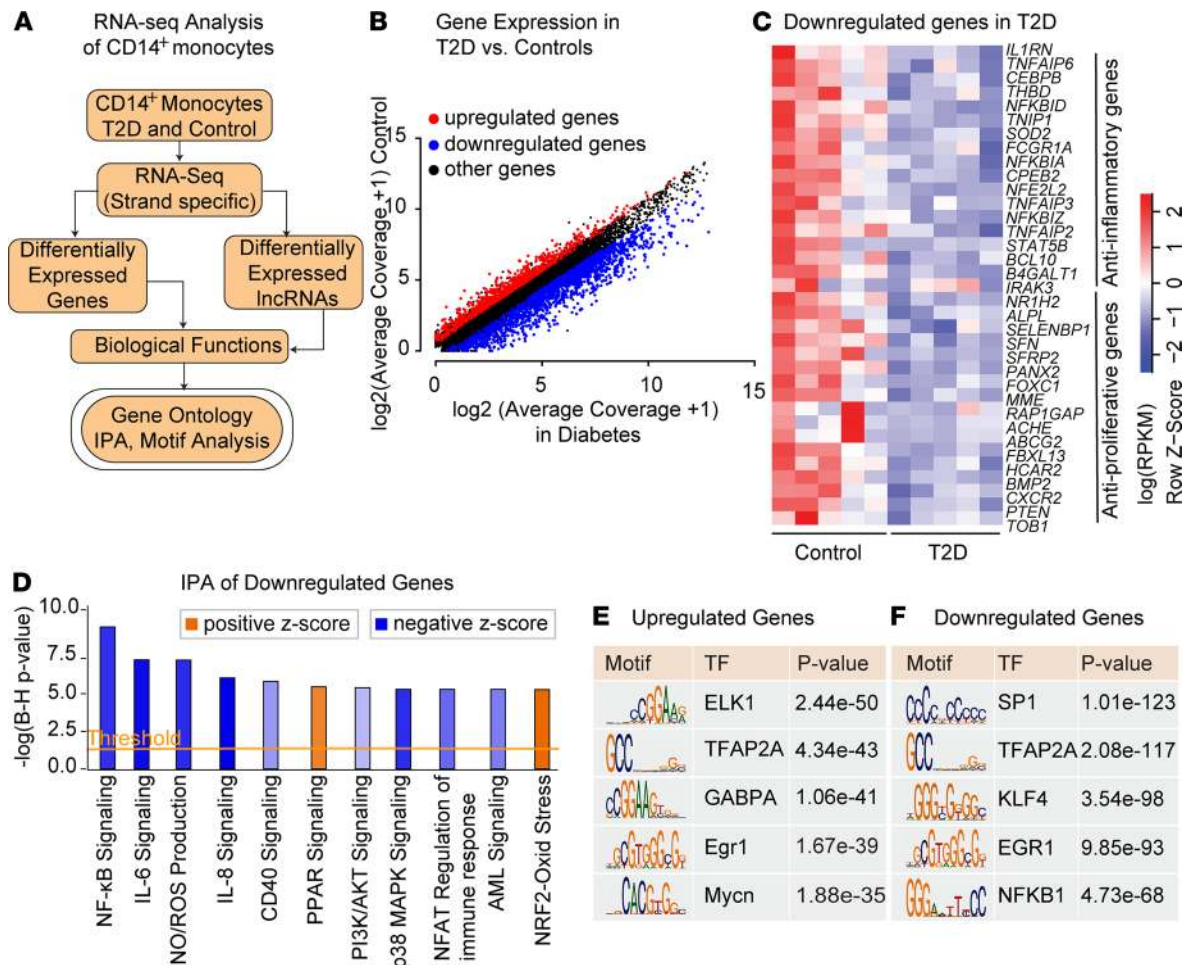 A
RNA-seq Analysis
of CD14+ monocytes
CD14+ Monocytes
T2D and Control
RNA-Seq
(Strand specific)
Differentially
Expressed
Genes
Differentially
Expressed
lncRNAs
Biological Functions
Gene Ontology
IPA, Motif Analysis
B
Gene Expression in
T2D vs. Controls
upregulated genes
downregulated genes
other genes
log2(Average Coverage +1) Control
15
10
5
0
0
5
10
15
log2 (Average Coverage +1)
in Diabetes
C
Downregulated genes in T2D
IL1RN
TNFAIP6
CEBPB
THBD
NFKBID
TNIP1
SOD2
FCGR1A
NFKBIA
CPEB2
NFE2L2
TNFAIP3
NFKBIZ
TNFAIP2
STAT5B
BCL10
B4GALT1
IRAK3
NR1H2
ALPL
SELENBP1
SFN
SFRP2
PANX2
FOXC1
MME
RAP1GAP
ACHE
ABCG2
FBXL13
HCAR2
BMP2
CXCR2
PTEN
TOB1
Anti-inflammatory genes
Anti-proliferative genes
2
1
0
−1
−2
log(RPKM)
Row Z−Score
Control
T2D
D
IPA of Downregulated Genes
positive z-score
negative z-score
-log(B-H p-value)
10.0
7.5
5.0
2.5
0.0
Threshold
NF-κB Signaling
IL-6 Signaling
NO/ROS Production
IL-8 Signaling
CD40 Signaling
PPAR Signaling
PI3K/AKT Signaling
p38 MAPK Signaling
NFAT Regulation of
immune response
AML Signaling
NRF2-Oxid Stress
E
Upregulated Genes
Motif TF P-value
ELK1 2.44e-50
TFAP2A 4.34e-43
GABPA 1.06e-41
Egr1 1.67e-39
Mycn 1.88e-35
F
Downregulated Genes
Motif TF P-value
SP1 1.01e-123
TFAP2A 2.08e-117
KLF4 3.54e-98
EGR1 9.85e-93
NFKB1 4.73e-68